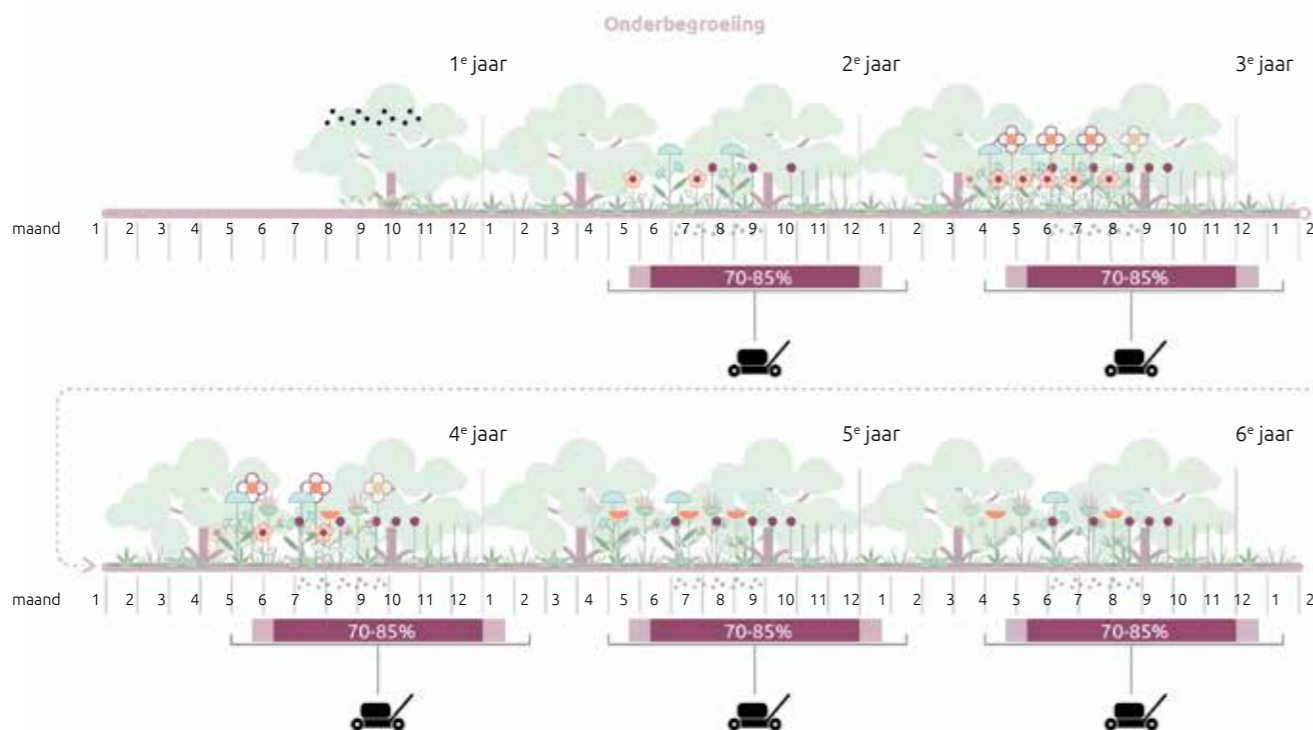 Onderbegroeiing
1e jaar 2e jaar 3e jaar
maand 1 2 3 4 5 6 7 8 9 10 11 12 1 2 3 4 5 6 7 8 9 10 11 12 1 2 3 4 5 6 7 8 9 10 11 12 1 2
70-85% 70-85%
4e jaar 5e jaar 6e jaar
maand 1 2 3 4 5 6 7 8 9 10 11 12 1 2 3 4 5 6 7 8 9 10 11 12 1 2 3 4 5 6 7 8 9 10 11 12 1 2
70-85% 70-85% 70-85%